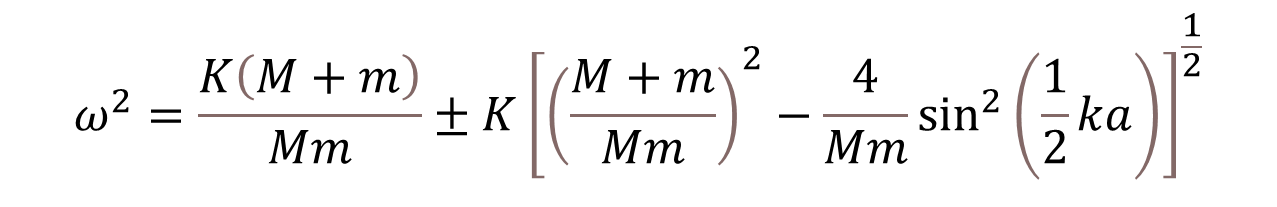 ω² = K(M + m)/Mm ± K[((M + m)/Mm)² − 4/Mm sin²(1/2 ka)]^(1/2)